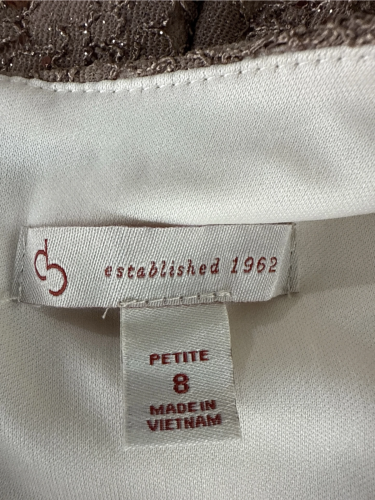 established 1962
PETITE
8
MADE IN
VIETNAM